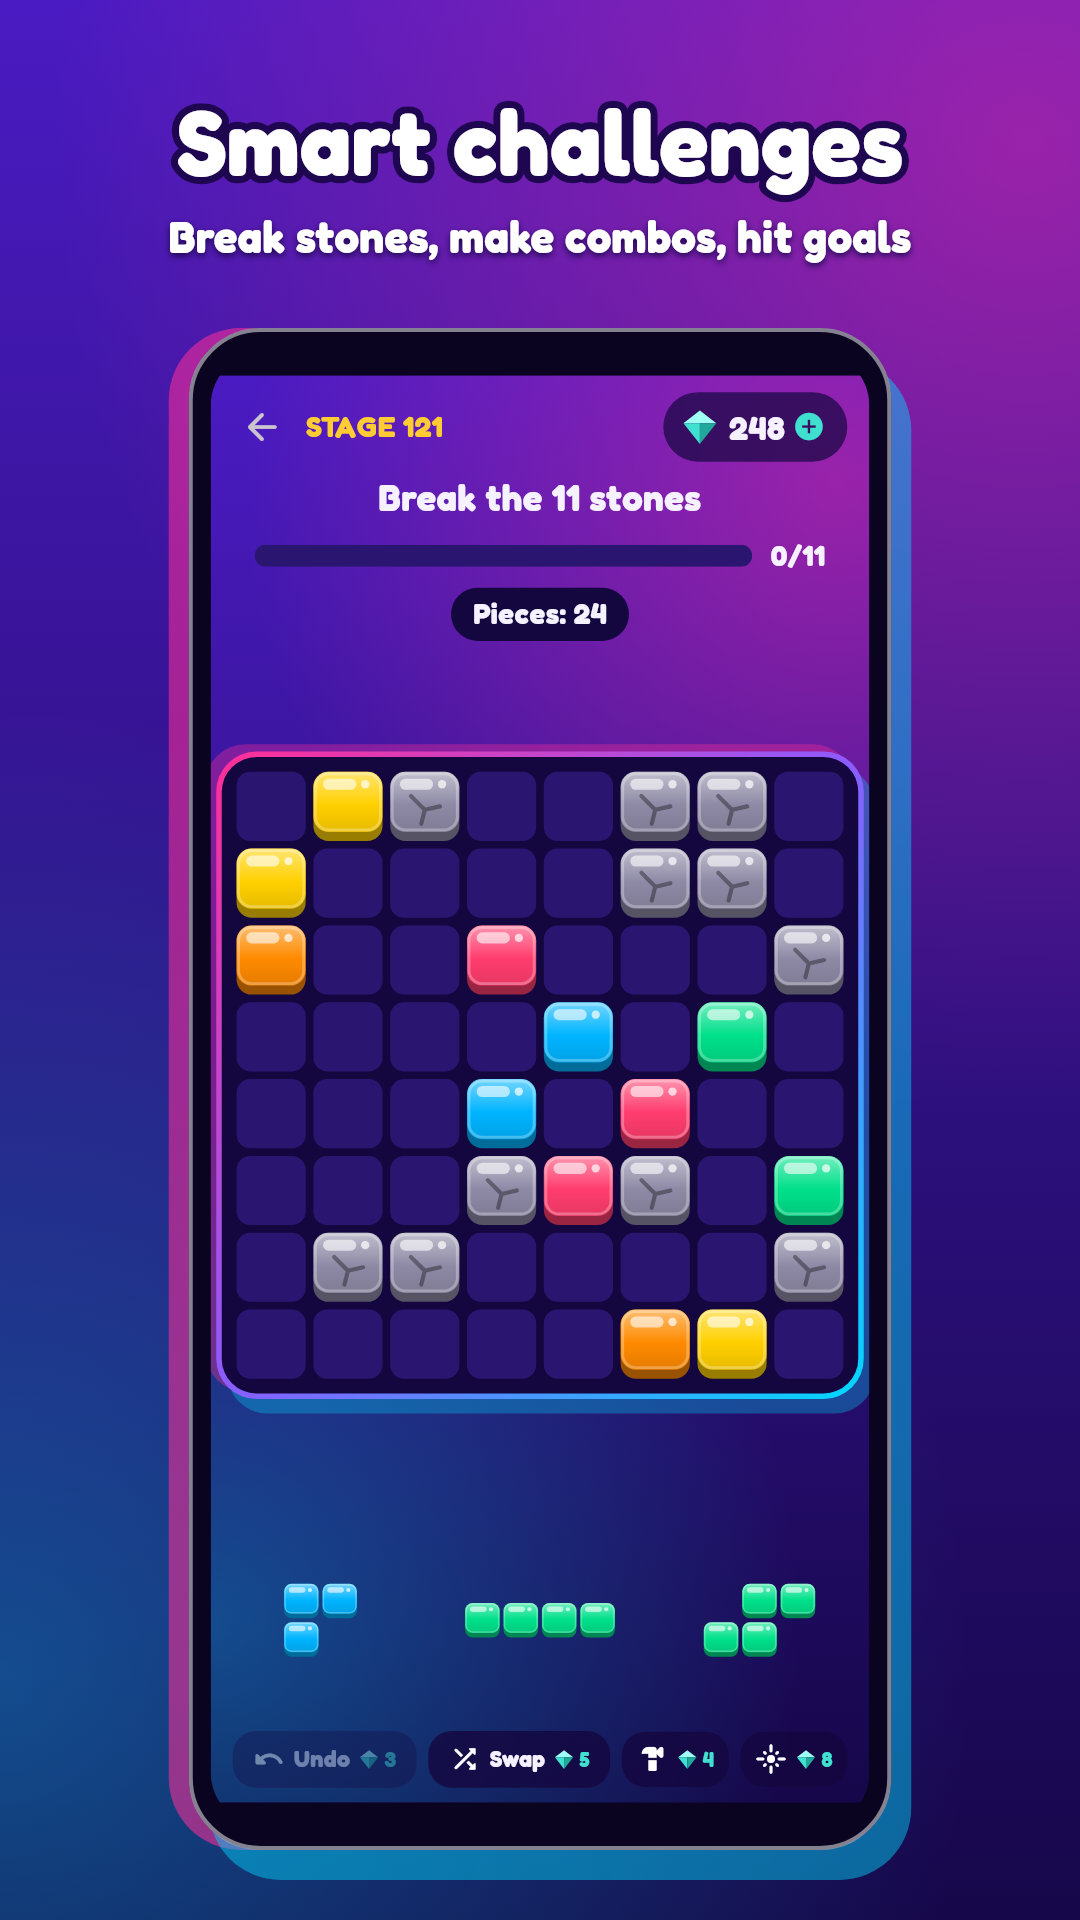 Smart challenges
Break stones, make combos, hit goals
STAGE 121
248
Break the 11 stones
0/11
Pieces: 24
Undo 3
Swap 5
4
8